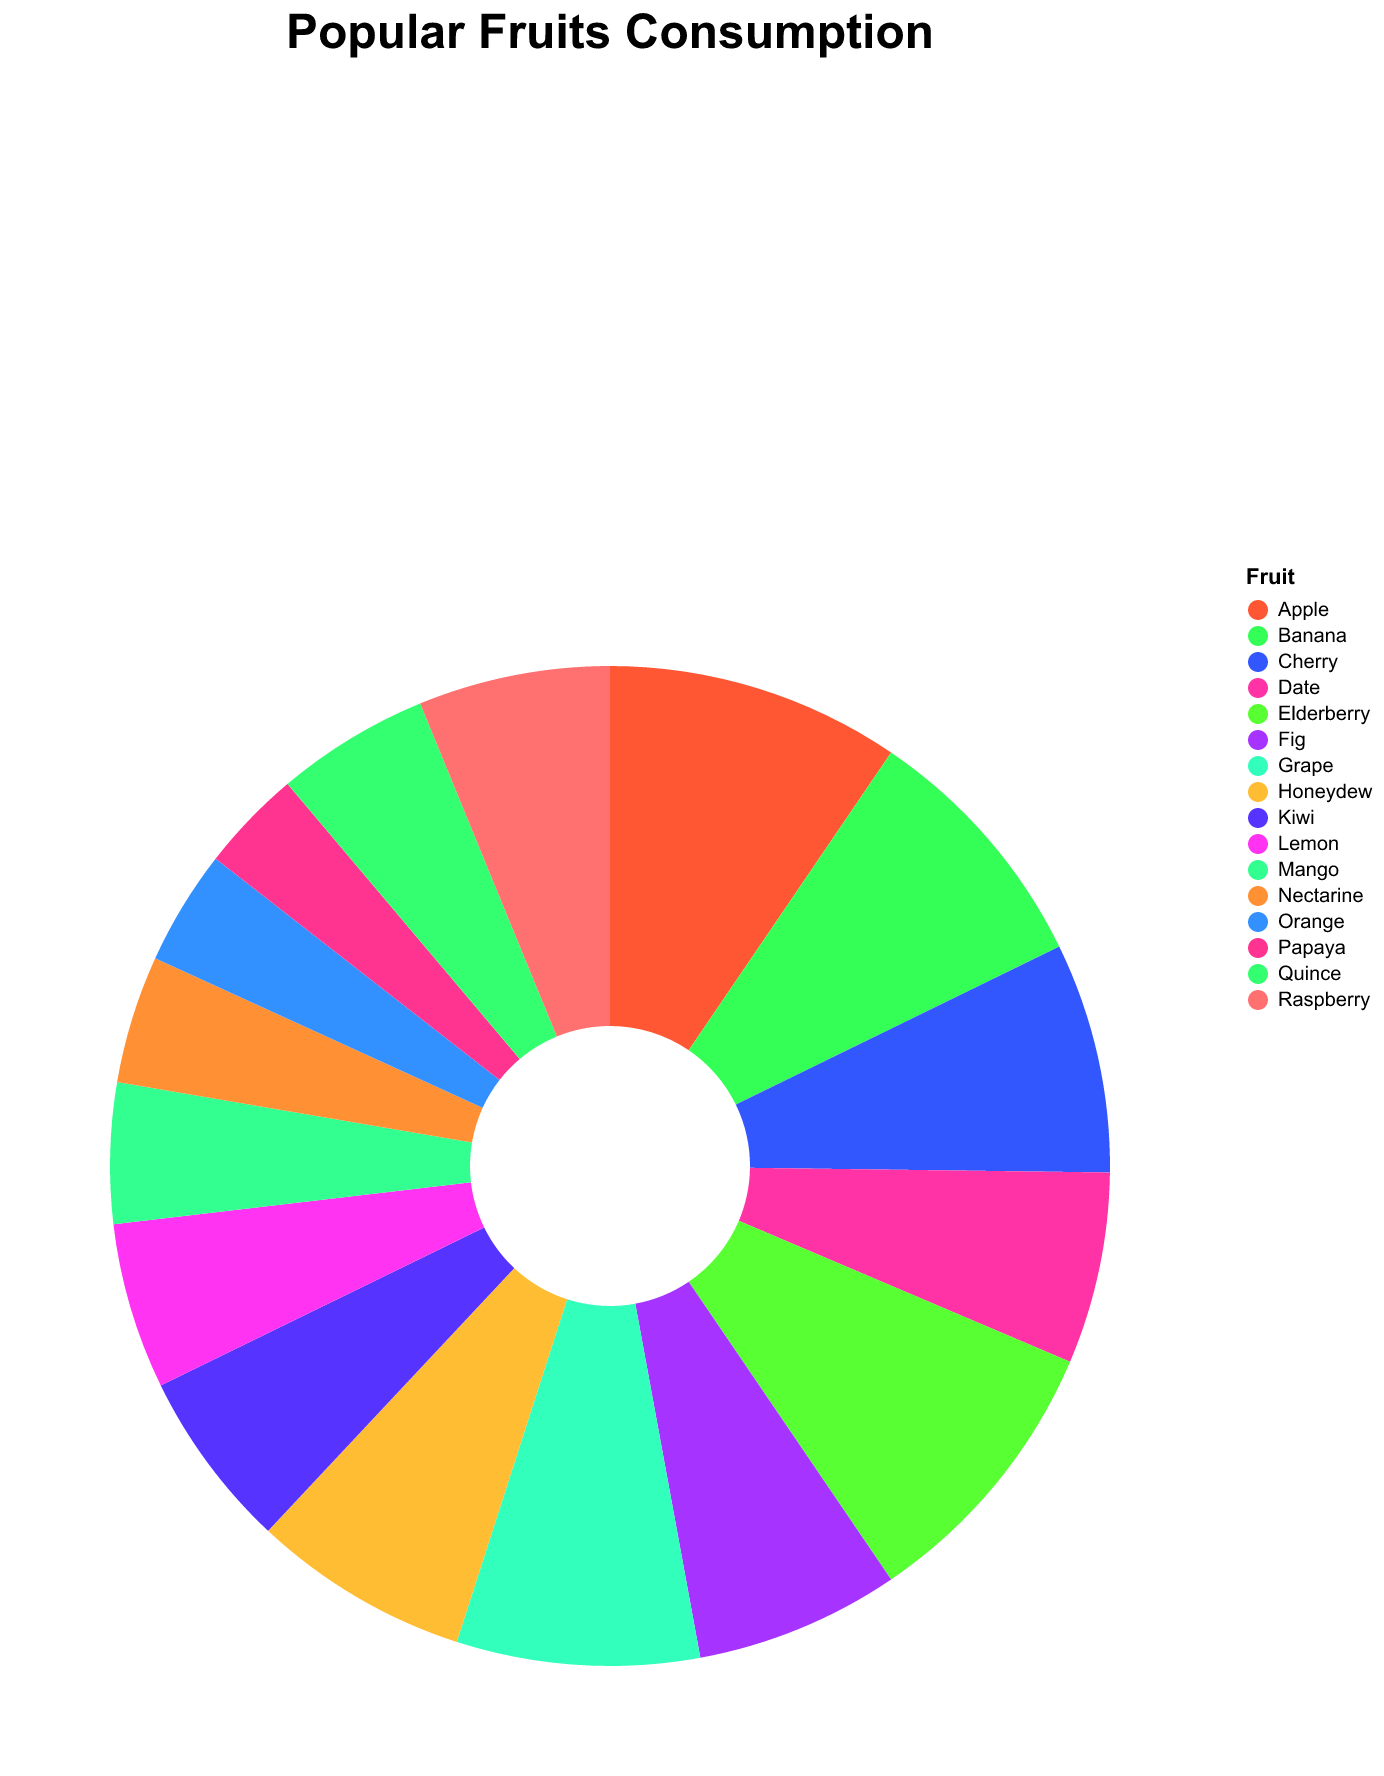 Popular Fruits Consumption
Fruit
Apple
Banana
Cherry
Date
Elderberry
Fig
Grape
Honeydew
Kiwi
Lemon
Mango
Nectarine
Orange
Papaya
Quince
Raspberry